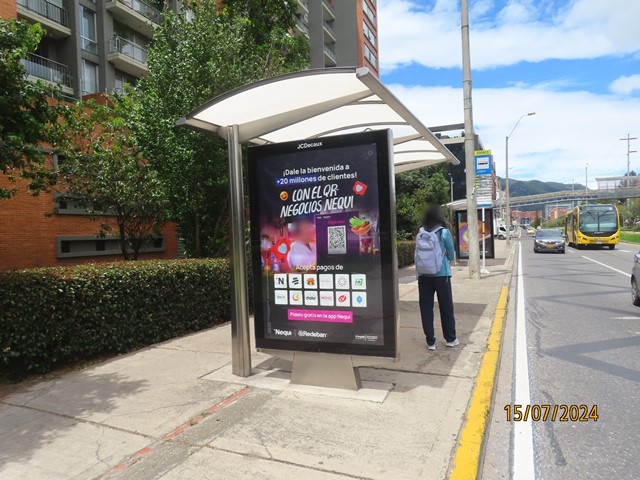 JCDecaux
¡Dale la bienvenida a
+20 millones de clientes!
CON EL QR
NEGOCIOS NEQUI
Acepta pagos de
Pídelo gratis en la app Nequi
Nequi
Redeban
15/07/2024